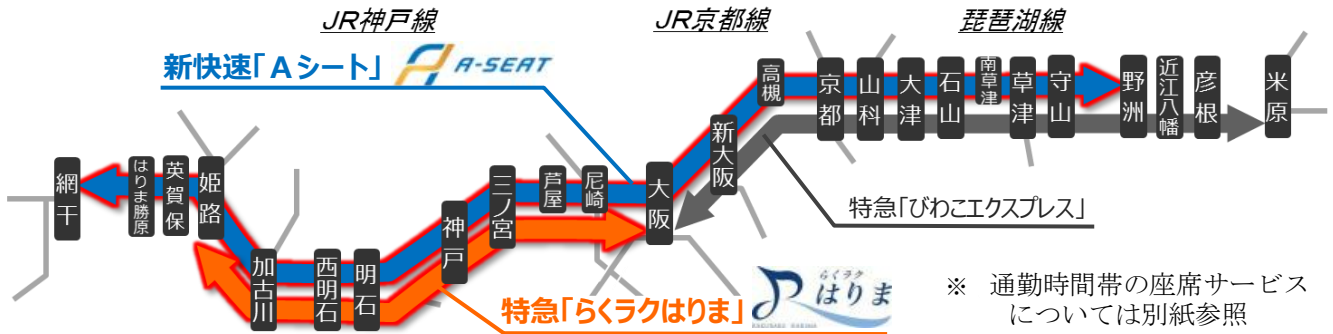 JR神戸線
JR京都線
琵琶湖線
新快速「Aシート」
A-SEAT
網干
はりま勝原
英賀保
姫路
加古川
西明石
明石
神戸
三ノ宮
芦屋
尼崎
大阪
新大阪
高槻
京都
山科
大津
石山
南草津
草津
守山
野洲
近江八幡
彦根
米原
特急「びわこエクスプレス」
特急「らくラクはりま」
らくラク
はりま
RAKURAKU HARIMA
※ 通勤時間帯の座席サービス
については別紙参照